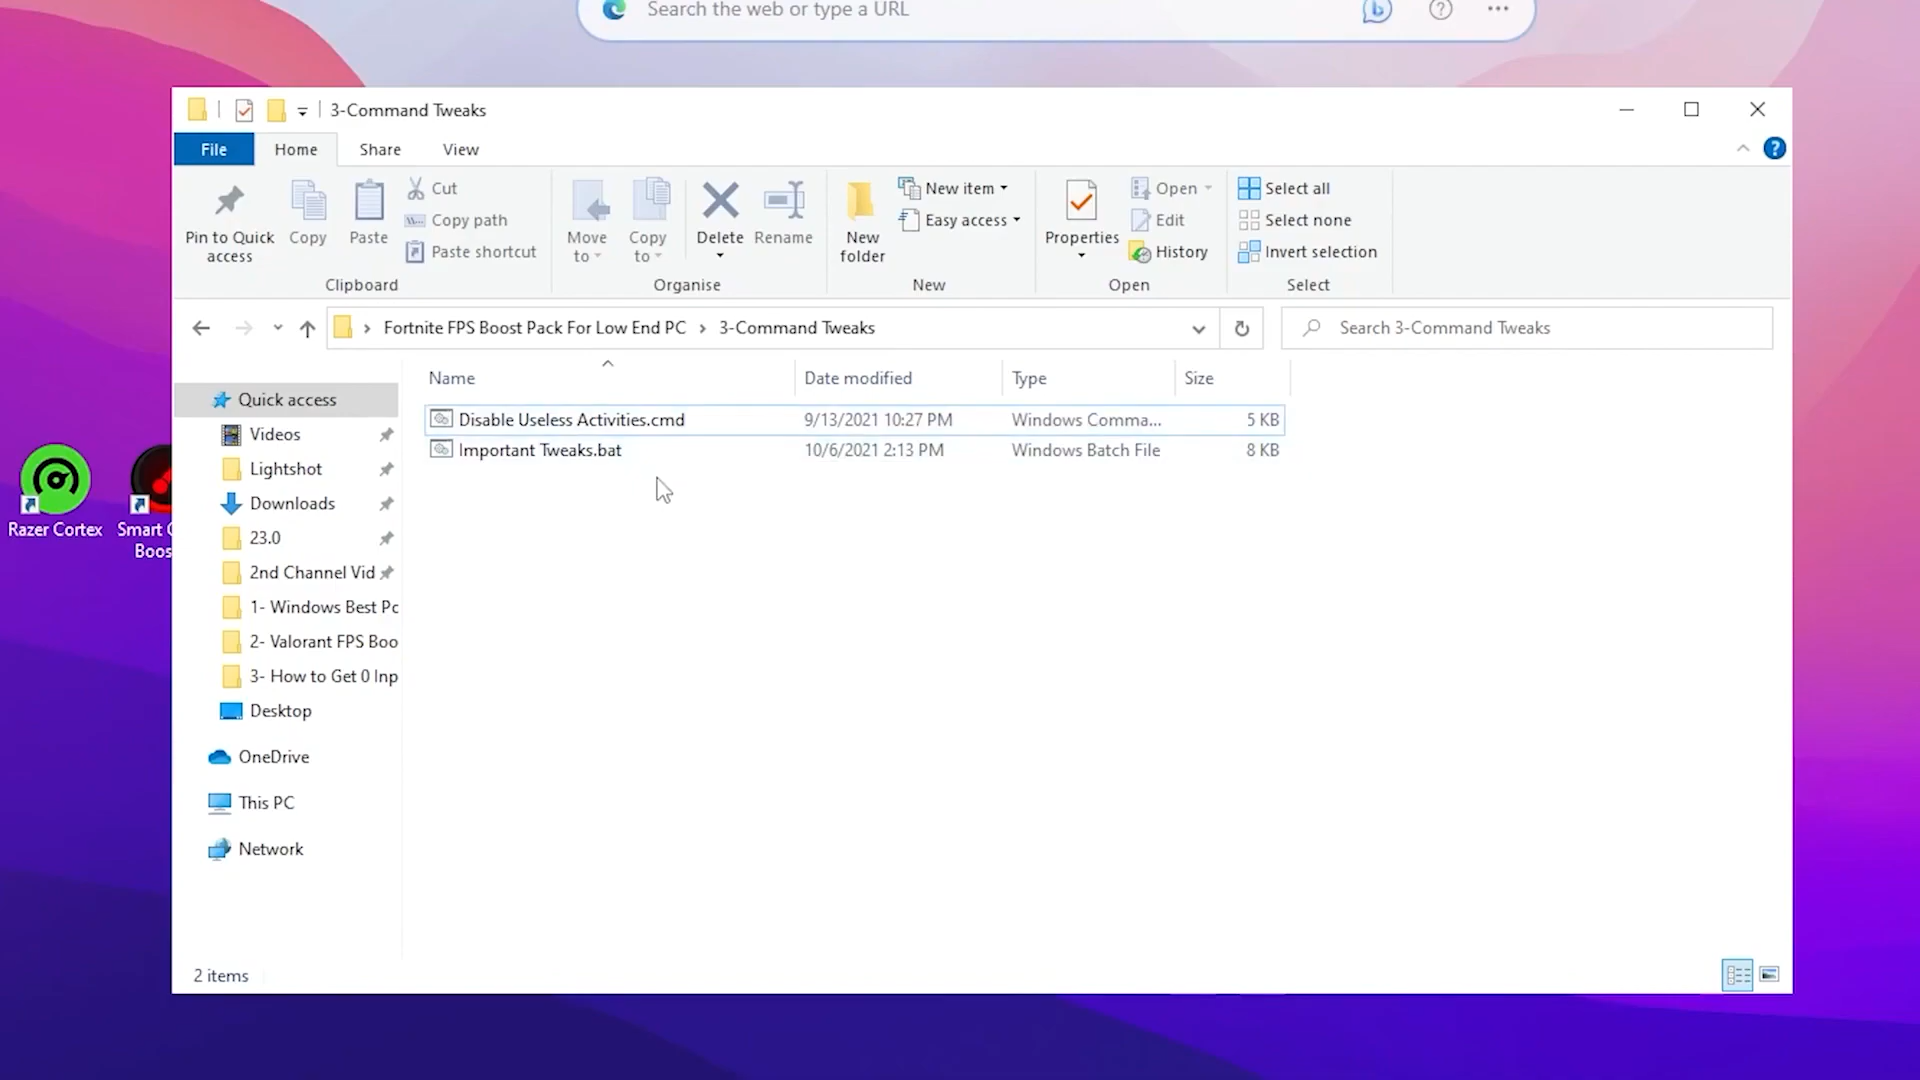 Search the web or type a URL
3-Command Tweaks
File Home Share View
Pin to Quick access
Copy
Paste
Cut
Copy path
Paste shortcut
Clipboard
Move to
Copy to
Delete
Rename
Organise
New folder
New item
Easy access
New
Properties
Open
Edit
History
Open
Select all
Select none
Invert selection
Select
Fortnite FPS Boost Pack For Low End PC > 3-Command Tweaks
Search 3-Command Tweaks
Name Date modified Type Size
Disable Useless Activities.cmd 9/13/2021 10:27 PM Windows Comma... 5 KB
Important Tweaks.bat 10/6/2021 2:13 PM Windows Batch File 8 KB
Quick access
Videos
Lightshot
Downloads
23.0
2nd Channel Vid
1- Windows Best Pc
2- Valorant FPS Boo
3- How to Get 0 Inp
Desktop
OneDrive
This PC
Network
2 items
Razer Cortex
Smart G
Boos